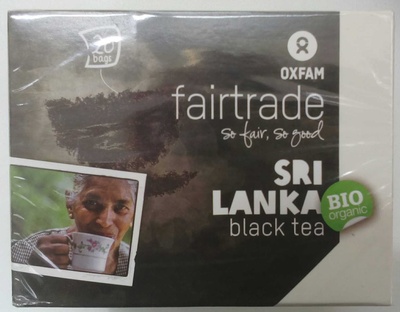 20
bags
OXFAM
fairtrade
so fair, so good
SRI
LANKA
black tea
BIO
organic